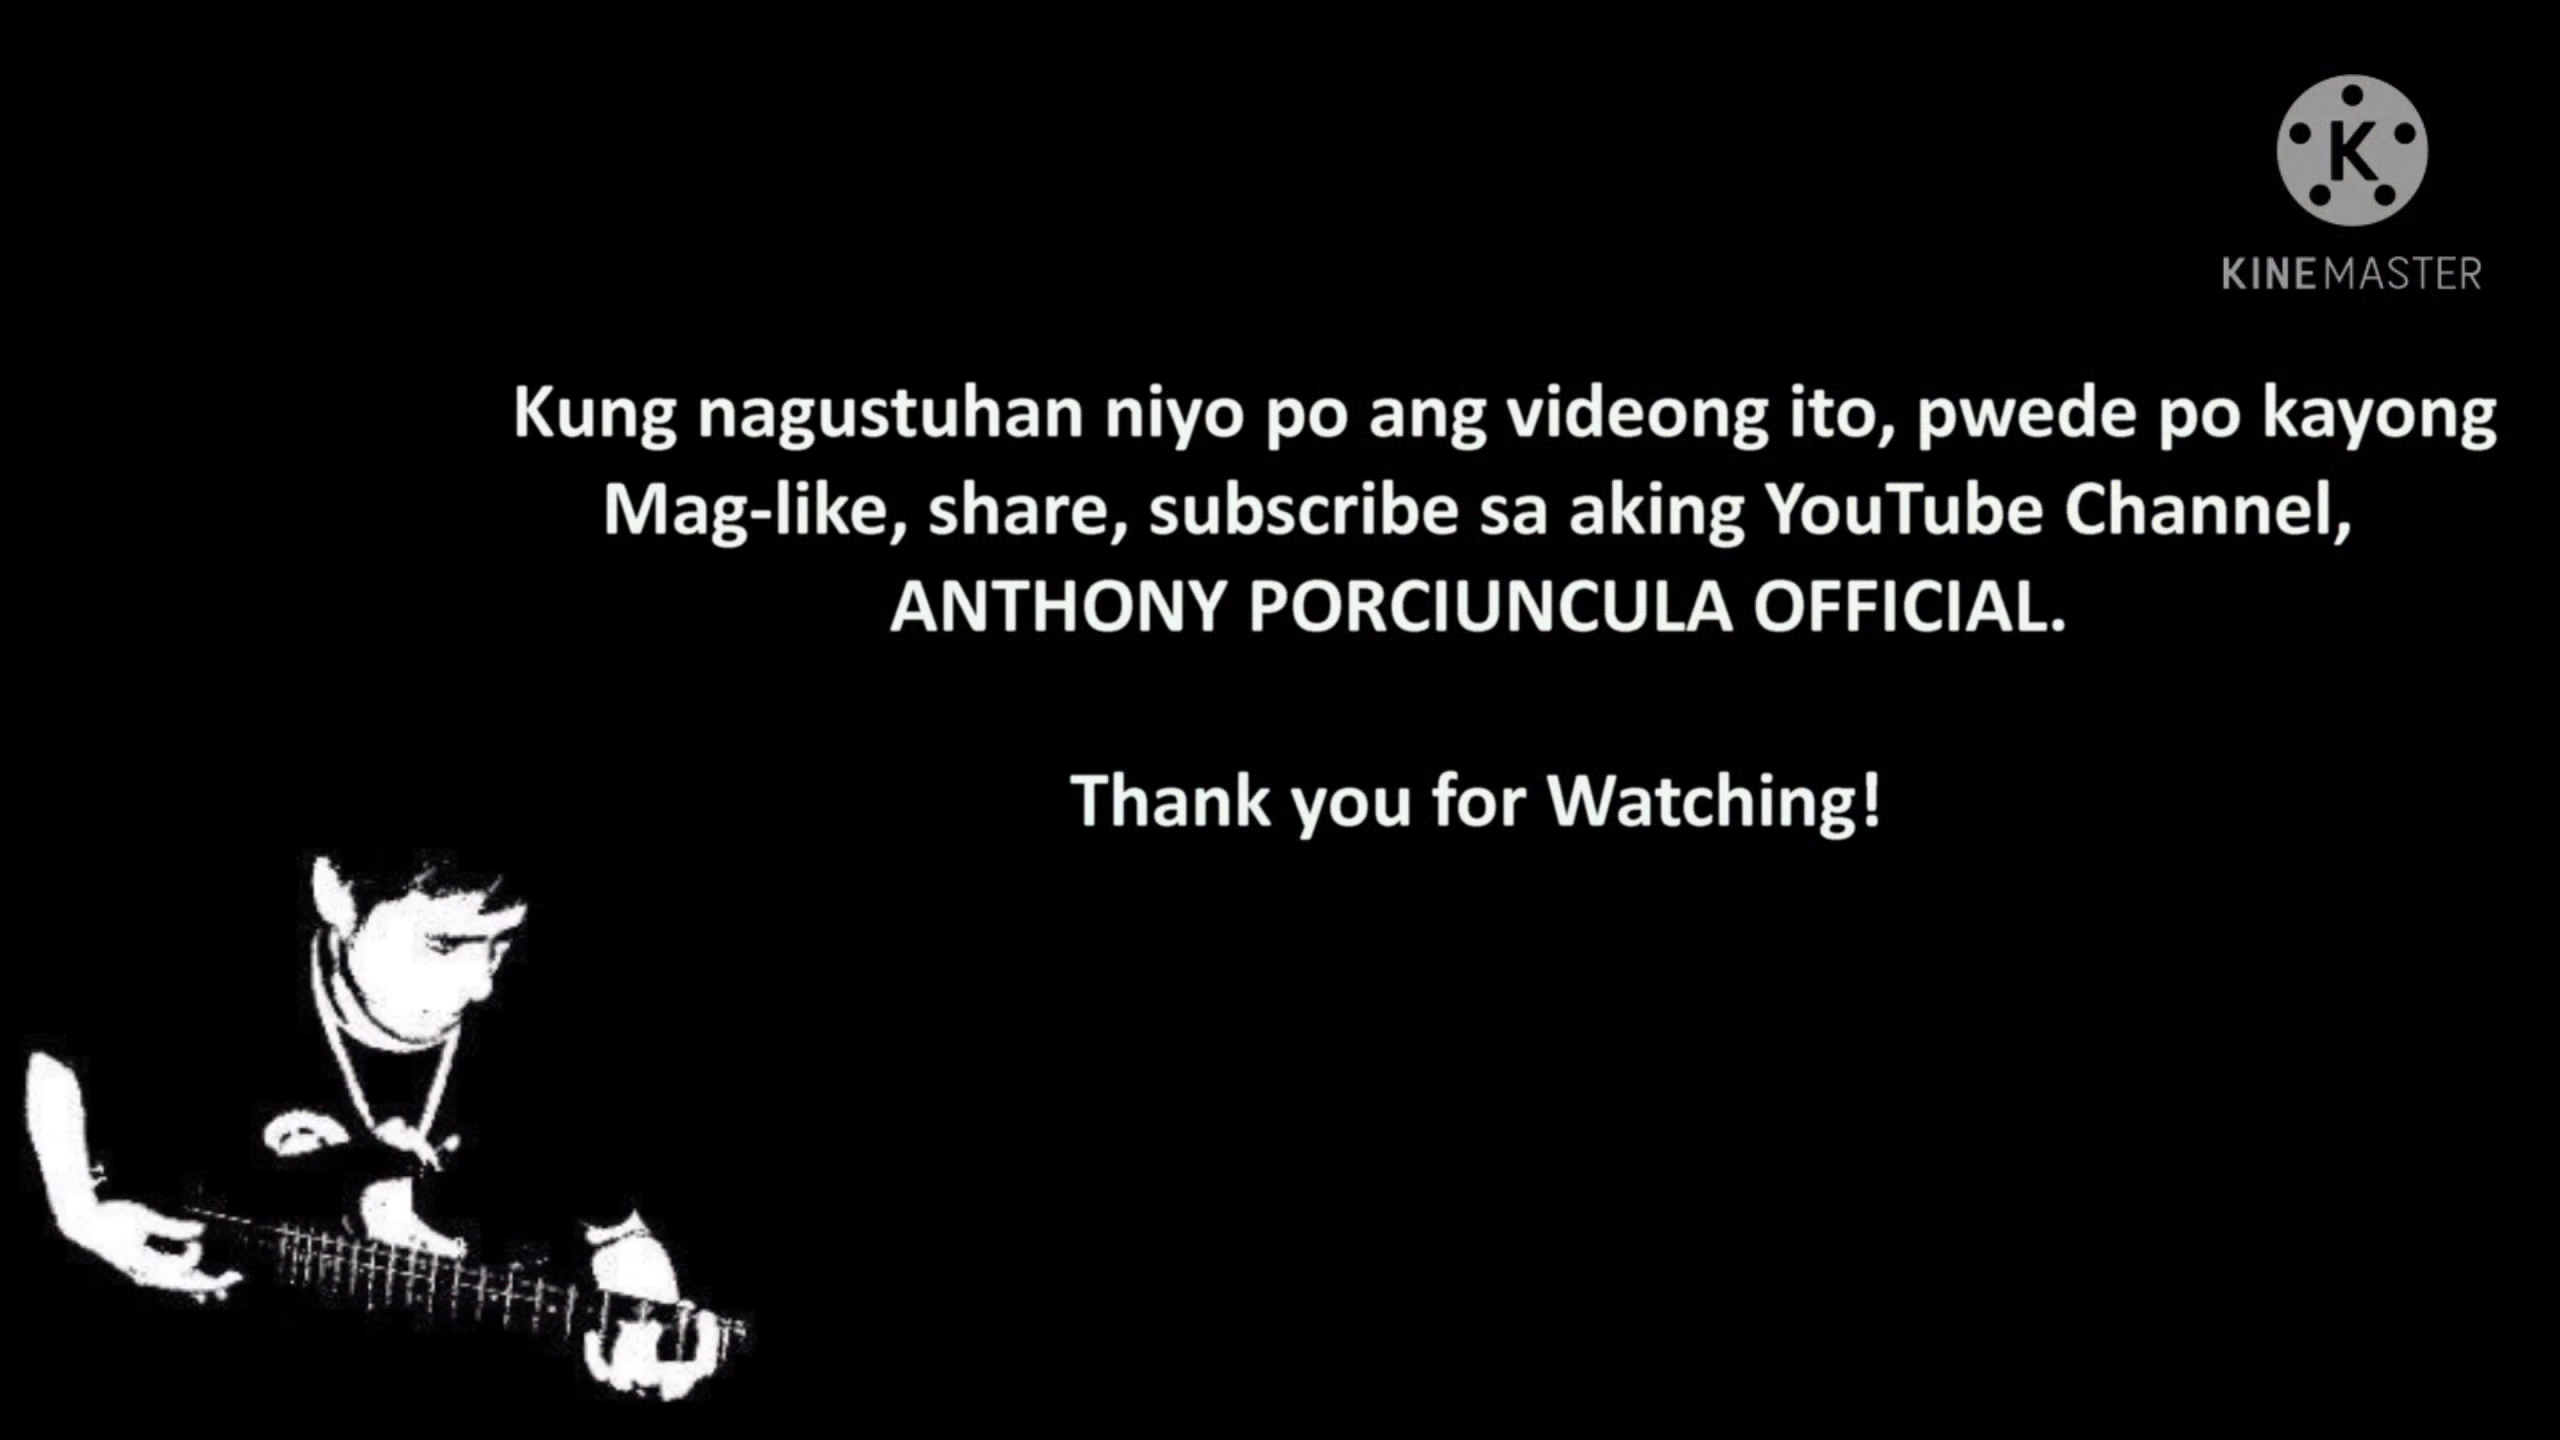 K
KINEMASTER
Kung nagustuhan niyo po ang videong ito, pwede po kayong
Mag-like, share, subscribe sa aking YouTube Channel,
ANTHONY PORCIUNCULA OFFICIAL.
Thank you for Watching!